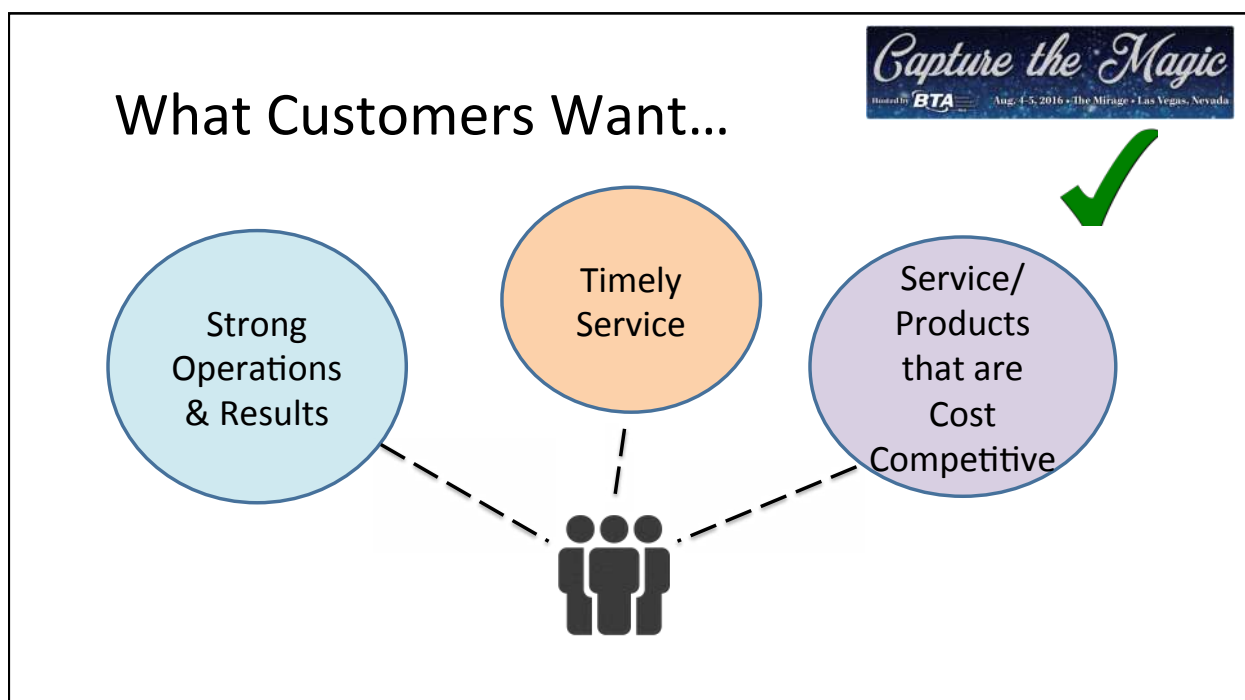 Capture the Magic
Hosted by BTA Aug. 4-5, 2016 • The Mirage • Las Vegas, Nevada
What Customers Want…
Strong
Operations
& Results
Timely
Service
Service/
Products
that are
Cost
Competitive